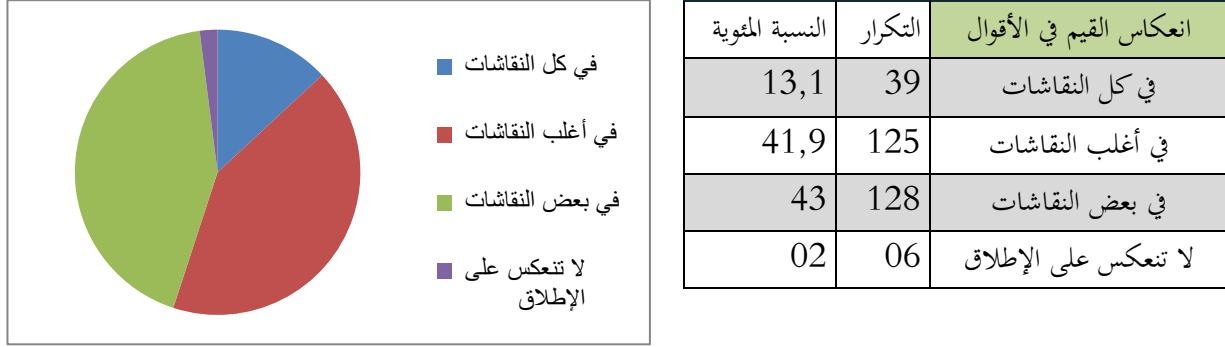 انعكاس القيم في الأقوال التكرار النسبة المئوية
في كل النقاشات 39 13,1
في أغلب النقاشات 125 41,9
في بعض النقاشات 128 43
لا تنعكس على الإطلاق 06 02
في كل النقاشات
في أغلب النقاشات
في بعض النقاشات
لا تنعكس على
الإطلاق